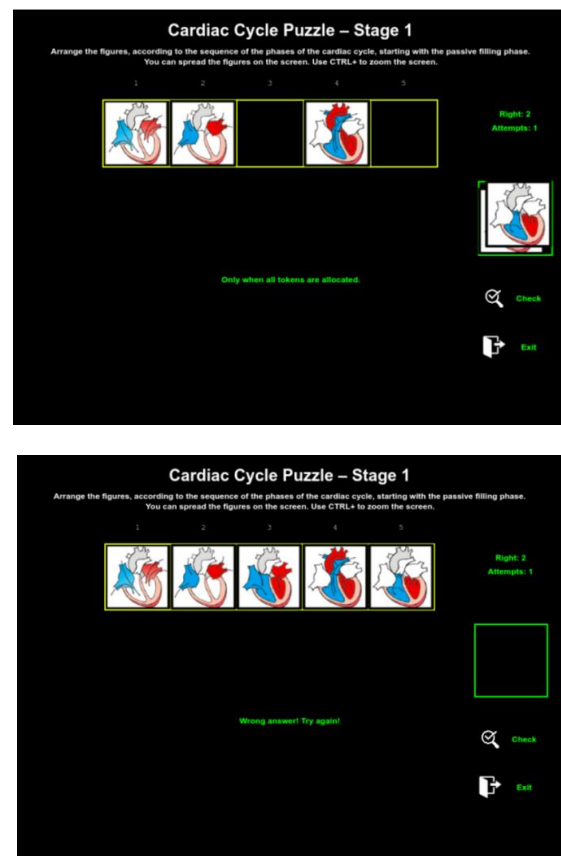 Cardiac Cycle Puzzle – Stage 1
Arrange the figures, according to the sequence of the phases of the cardiac cycle, starting with the passive filling phase.
You can spread the figures on the screen. Use CTRL+ to zoom the screen.
1 2 3 4 5
Right: 2
Attempts: 1
Only when all tokens are allocated.
Check
Exit
Cardiac Cycle Puzzle – Stage 1
Arrange the figures, according to the sequence of the phases of the cardiac cycle, starting with the passive filling phase.
You can spread the figures on the screen. Use CTRL+ to zoom the screen.
1 2 3 4 5
Right: 2
Attempts: 1
Wrong answer! Try again!
Check
Exit